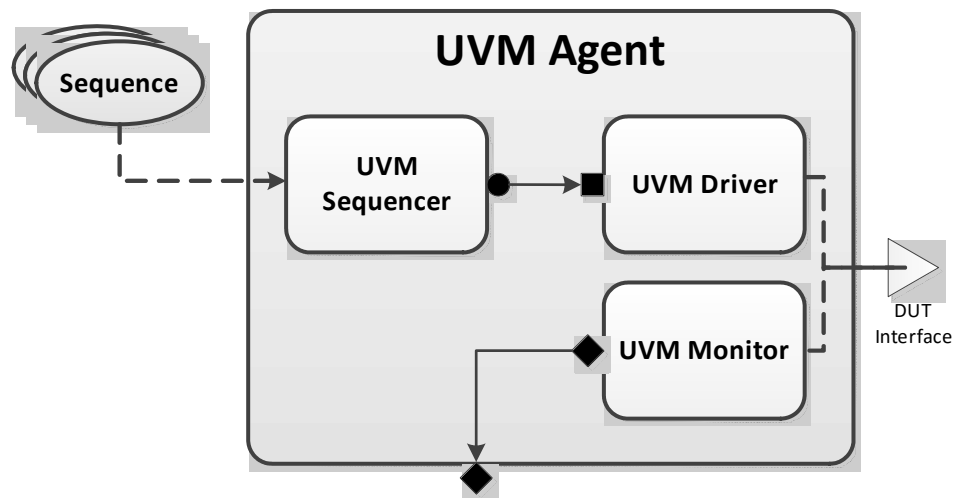 UVM Agent
Sequence
UVM
Sequencer
UVM Driver
UVM Monitor
DUT
Interface